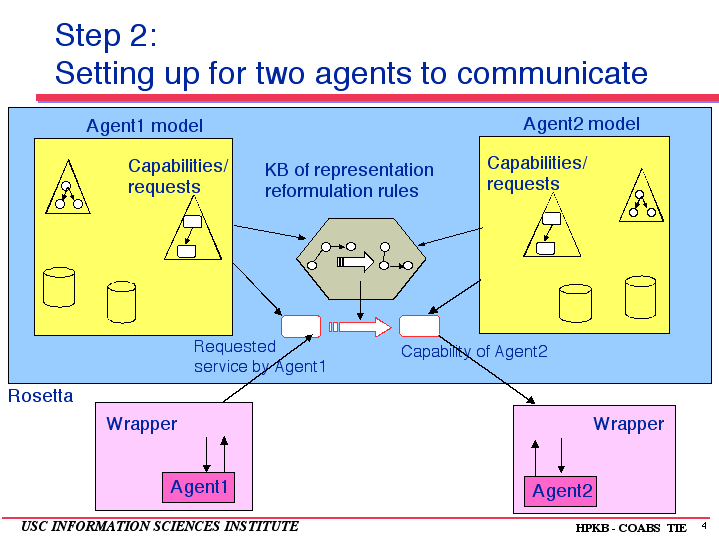 Step 2:
Setting up for two agents to communicate
Agent1 model
Agent2 model
Capabilities/
requests
KB of representation
reformulation rules
Capabilities/
requests
Requested
service by Agent1
Capability of Agent2
Rosetta
Wrapper
Agent1
Wrapper
Agent2
USC INFORMATION SCIENCES INSTITUTE
HPKB - COABS TIE
4